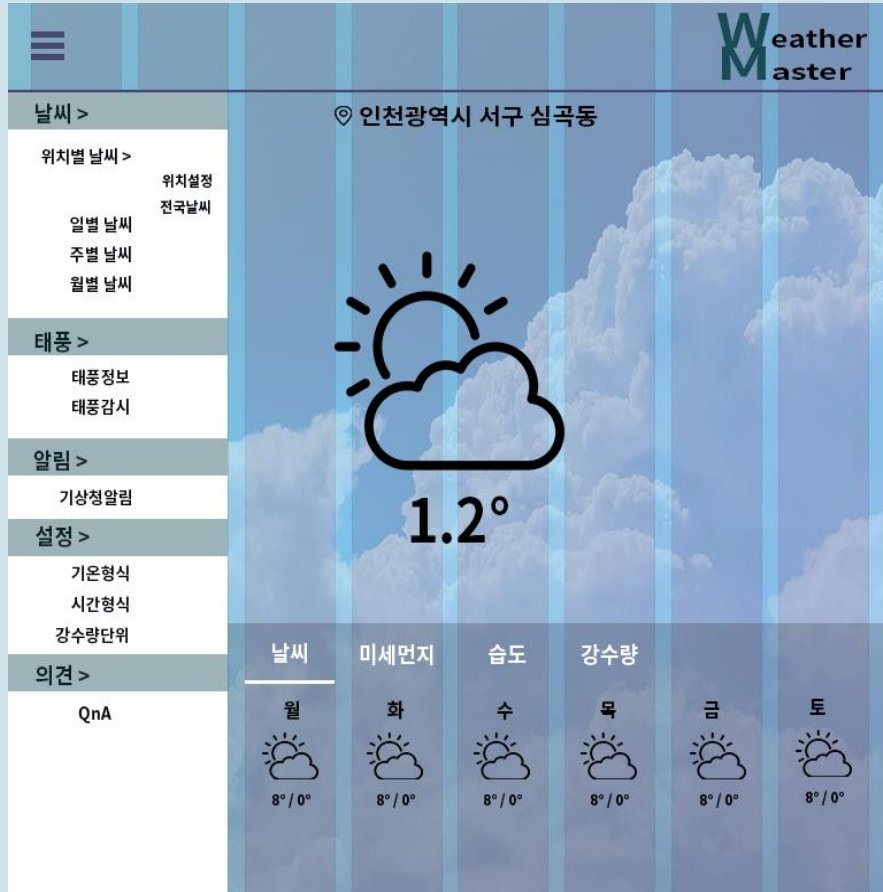 Weather
Master
날씨 >
위치별 날씨 >
위치설정
전국날씨
일별 날씨
주별 날씨
월별 날씨
태풍 >
태풍정보
태풍감시
알림 >
기상청알림
설정 >
기온형식
시간형식
강수량단위
의견 >
QnA
인천광역시 서구 심곡동
1.2°
날씨 미세먼지 습도 강수량
월 화 수 목 금 토
8°/0° 8°/0° 8°/0° 8°/0° 8°/0° 8°/0°